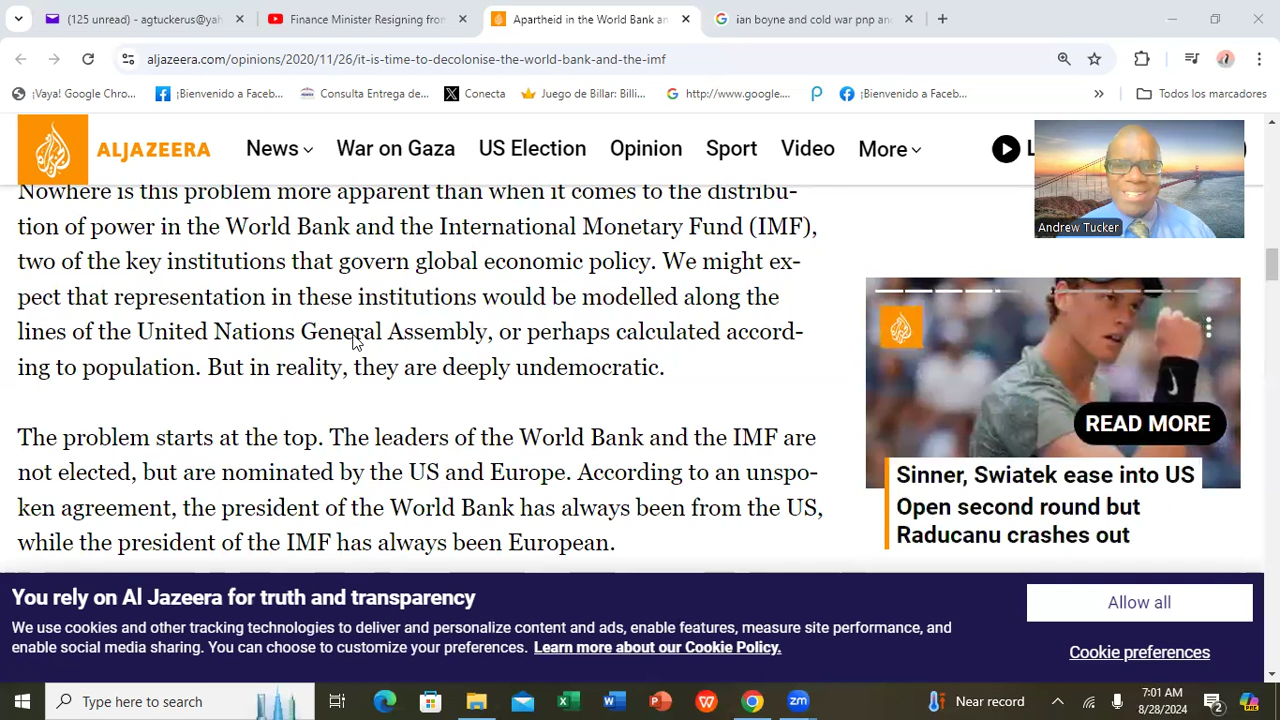 (125 unread) - agtuckerus@yah
Finance Minister Resigning from
Apartheid in the World Bank an
ian boyne and cold war pnp and
aljazeera.com/opinions/2020/11/26/it-is-time-to-decolonise-the-world-bank-and-the-imf
¡Vaya! Google Chro...
¡Bienvenido a Faceb...
Consulta Entrega de...
Conecta
Juego de Billar: Billi...
http://www.google....
¡Bienvenido a Faceb...
»
Todos los marcadores
ALJAZEERA
News
War on Gaza
US Election
Opinion
Sport
Video
More
Andrew Tucker
Nowhere is this problem more apparent than when it comes to the distribu-
tion of power in the World Bank and the International Monetary Fund (IMF),
two of the key institutions that govern global economic policy. We might ex-
pect that representation in these institutions would be modelled along the
lines of the United Nations General Assembly, or perhaps calculated accord-
ing to population. But in reality, they are deeply undemocratic.
The problem starts at the top. The leaders of the World Bank and the IMF are
not elected, but are nominated by the US and Europe. According to an unspo-
ken agreement, the president of the World Bank has always been from the US,
while the president of the IMF has always been European.
READ MORE
Sinner, Swiatek ease into US
Open second round but
Raducanu crashes out
You rely on Al Jazeera for truth and transparency
We use cookies and other tracking technologies to deliver and personalize content and ads, enable features, measure site performance, and
enable social media sharing. You can choose to customize your preferences. Learn more about our Cookie Policy.
Allow all
Cookie preferences
Type here to search
Near record
7:01 AM
8/28/2024
2